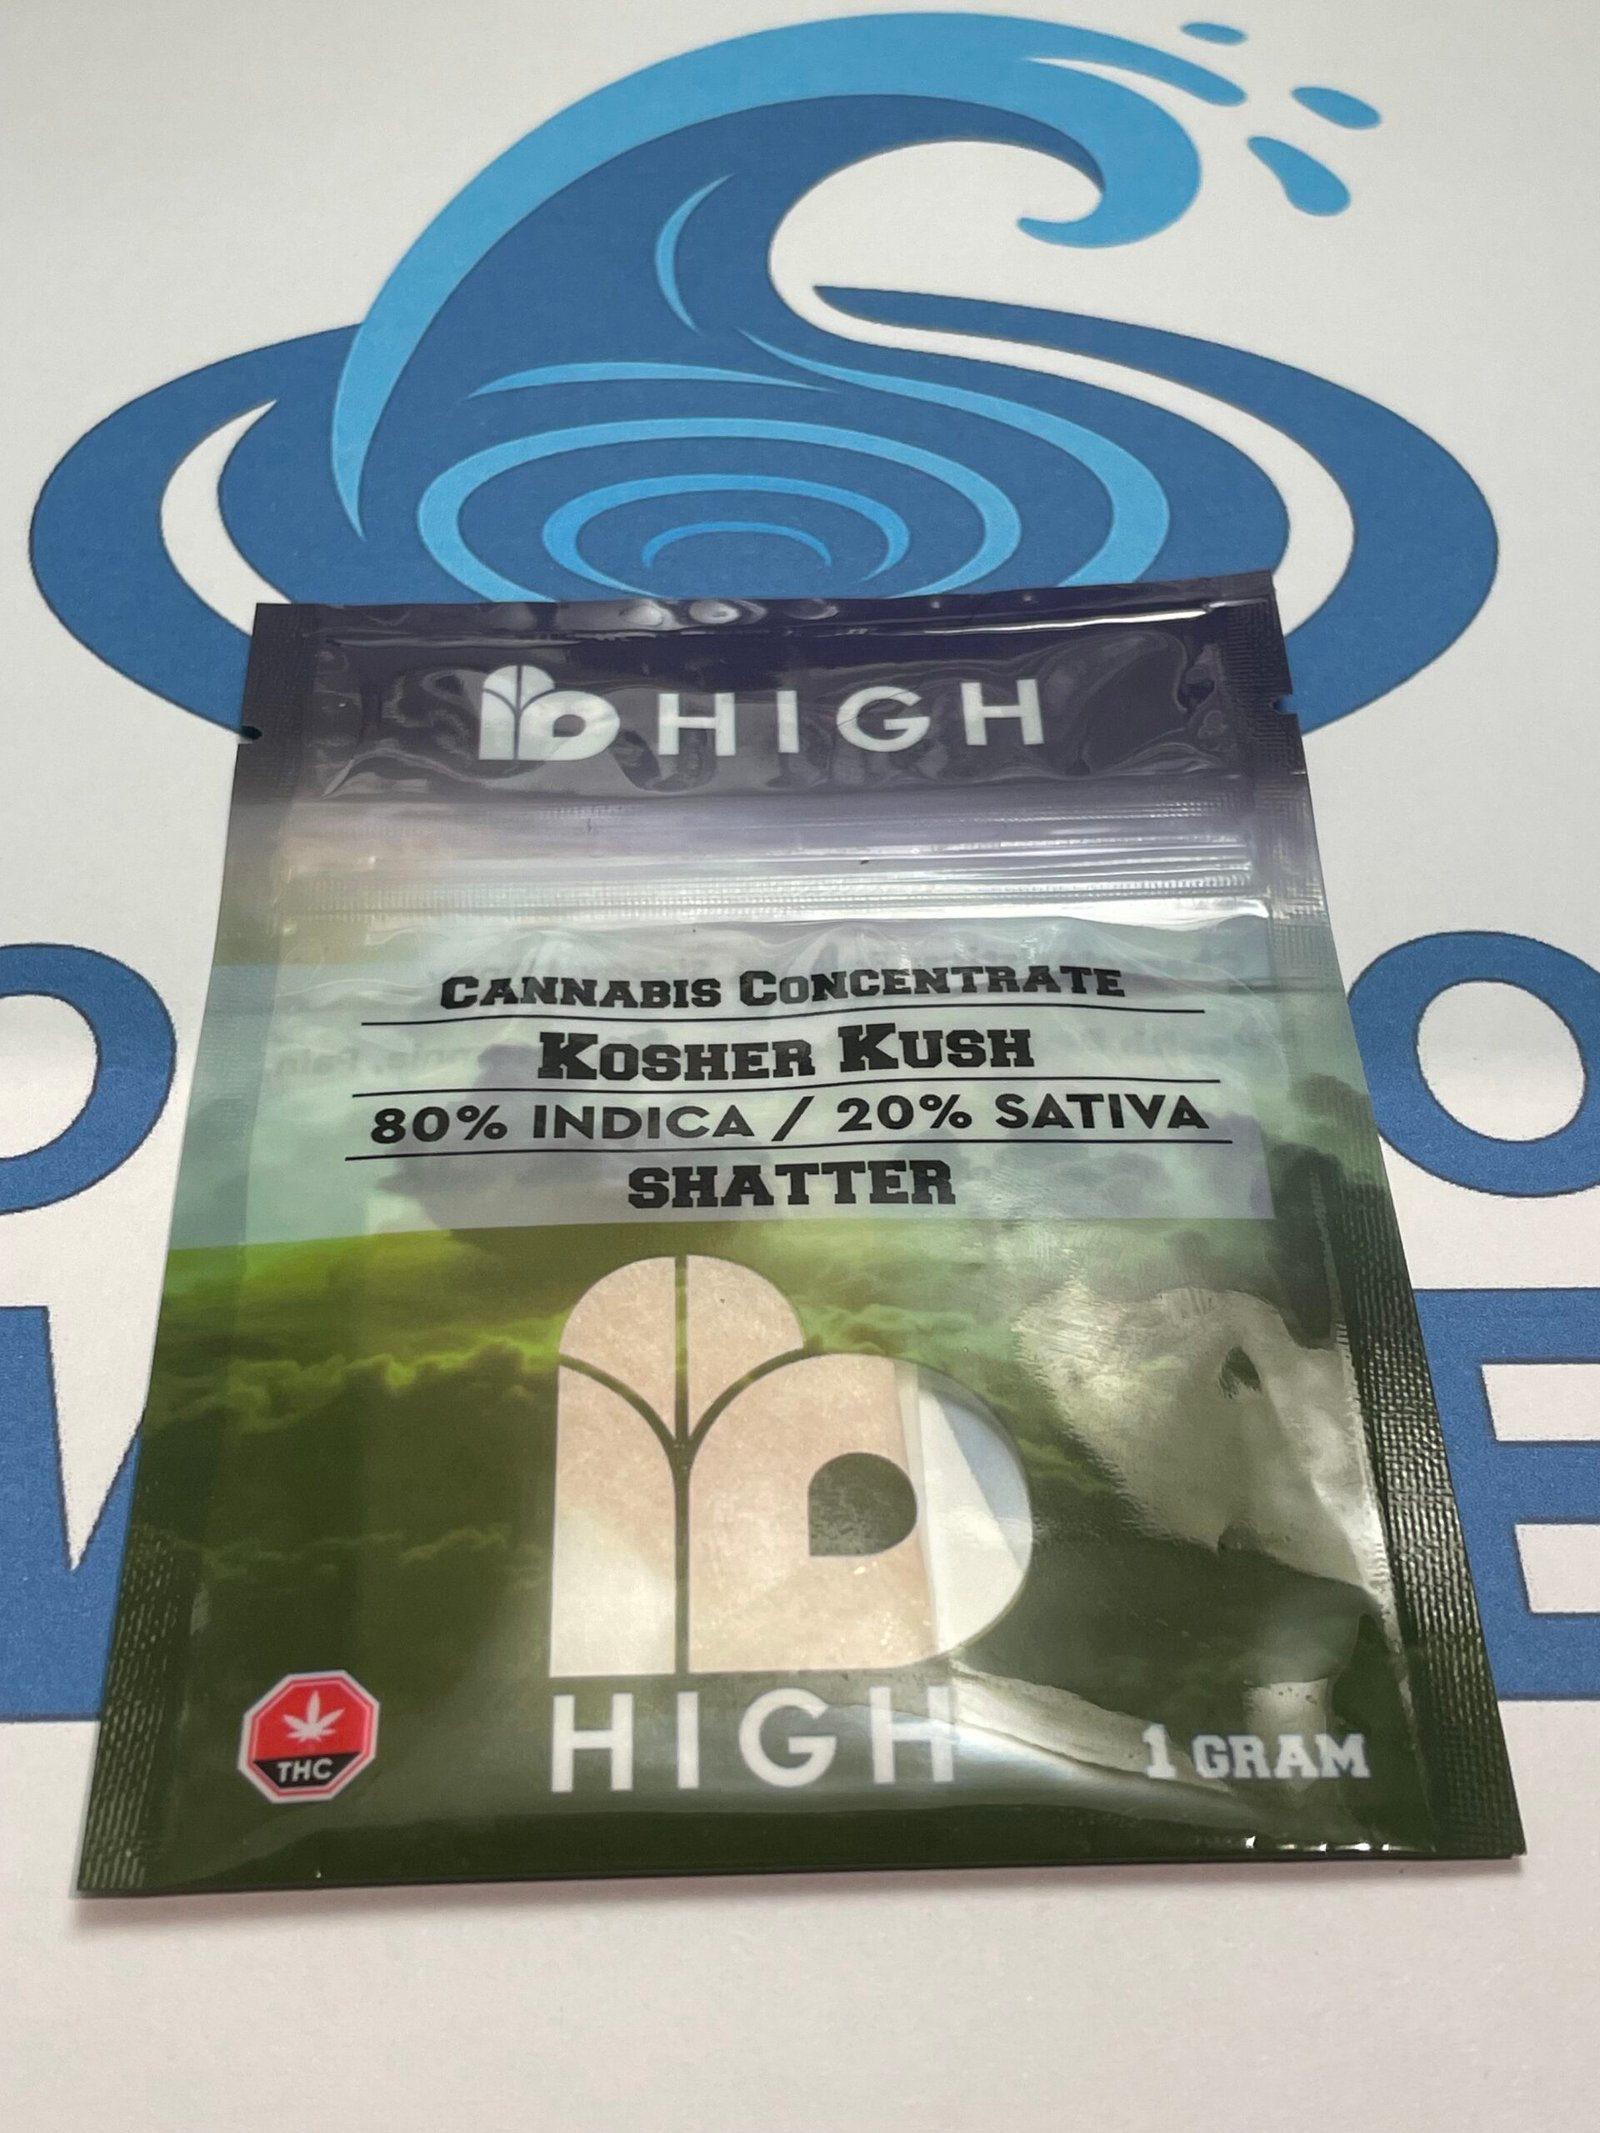 HIGH
CANNABIS CONCENTRATE
KOSHER KUSH
80% INDICA / 20% SATIVA
SHATTER
HIGH
THC
1 GRAM